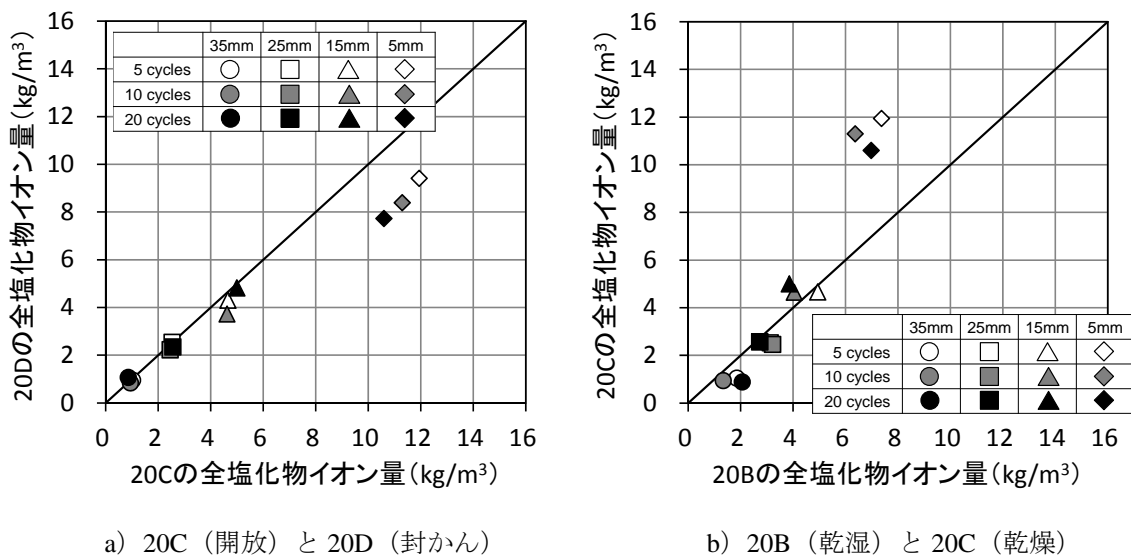 20Dの全塩化物イオン量(kg/m³)
16
14
12
10
8
6
4
2
0
35mm 25mm 15mm 5mm
5 cycles
10 cycles
20 cycles
0 2 4 6 8 10 12 14 16
20Cの全塩化物イオン量(kg/m³)
a) 20C(開放)と 20D(封かん)
20Cの全塩化物イオン量(kg/m³)
16
14
12
10
8
6
4
2
0
35mm 25mm 15mm 5mm
5 cycles
10 cycles
20 cycles
0 2 4 6 8 10 12 14 16
20Bの全塩化物イオン量(kg/m³)
b) 20B(乾湿)と 20C(乾燥)